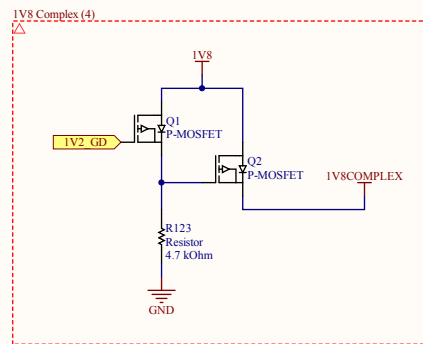 1V8 Complex (4)
1V8
Q1
P-MOSFET
1V2_GD
Q2
P-MOSFET
1V8COMPLEX
R123
Resistor
4.7 kOhm
GND